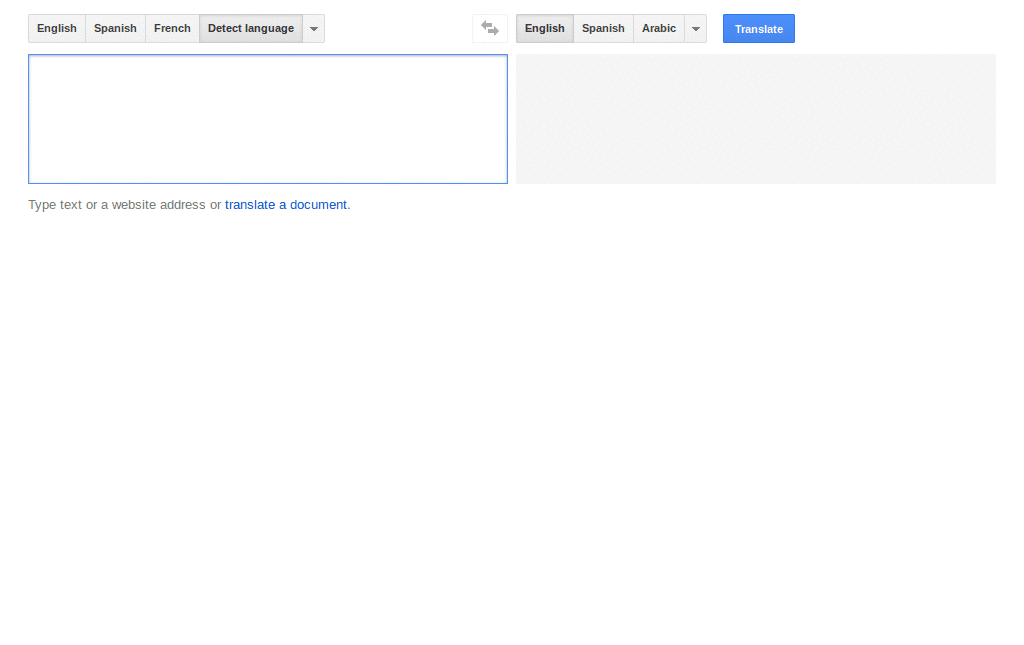 English Spanish French Detect language English Spanish Arabic Translate
Type text or a website address or translate a document.